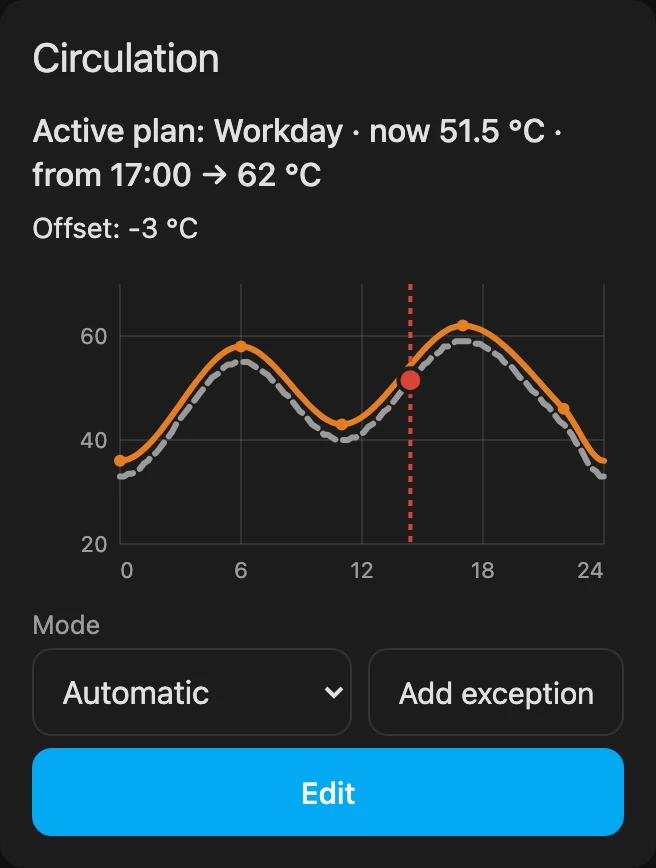 Circulation
Active plan: Workday · now 51.5 °C ·
from 17:00 → 62 °C
Offset: -3 °C
60
40
20
0 6 12 18 24
Mode
Automatic
Add exception
Edit